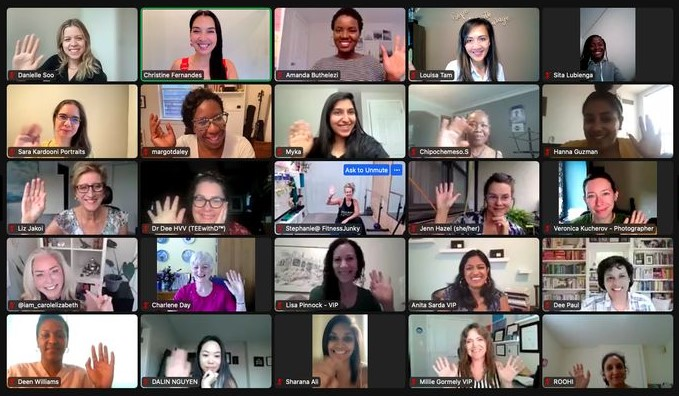 Danielle Soo
Christine Fernandes
Amanda Buthelezi
Louisa Tam
Sita Lubienga
Sara Kardooni Portraits
margotdaley
Myka
Chipochemeso.S
Hanna Guzman
Ask to Unmute
Liz Jakoi
Dr Dee HVV (TEEwithD™)
Stephanie@ FitnessJunky
Jenn Hazel (she/her)
Veronica Kucherov - Photographer
@iam_carolelizabeth
Charlene Day
Lisa Pinnock - VIP
Anita Sarda VIP
Dee Paul
Deen Williams
DALIN NGUYEN
Sharana Ali
Millie Gormely VIP
ROOHI